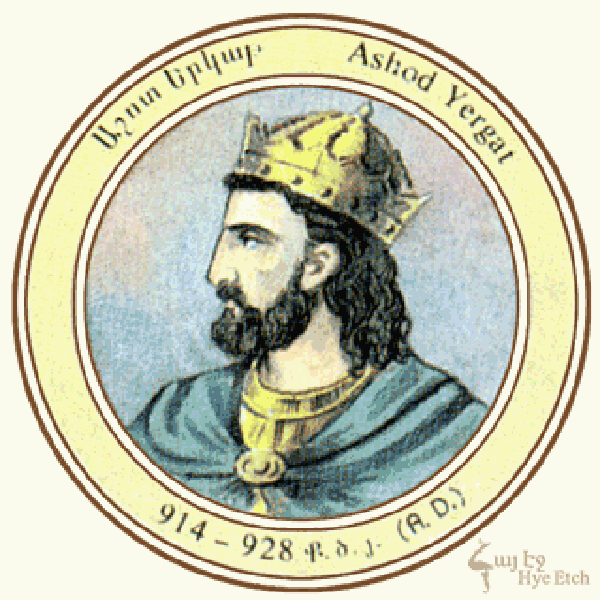 Աշոտ Երկաթ
Ashod Yergat
914 – 928 Ք. ծ. յ. (A. D.)
Հայ Էջ
Hye Etch